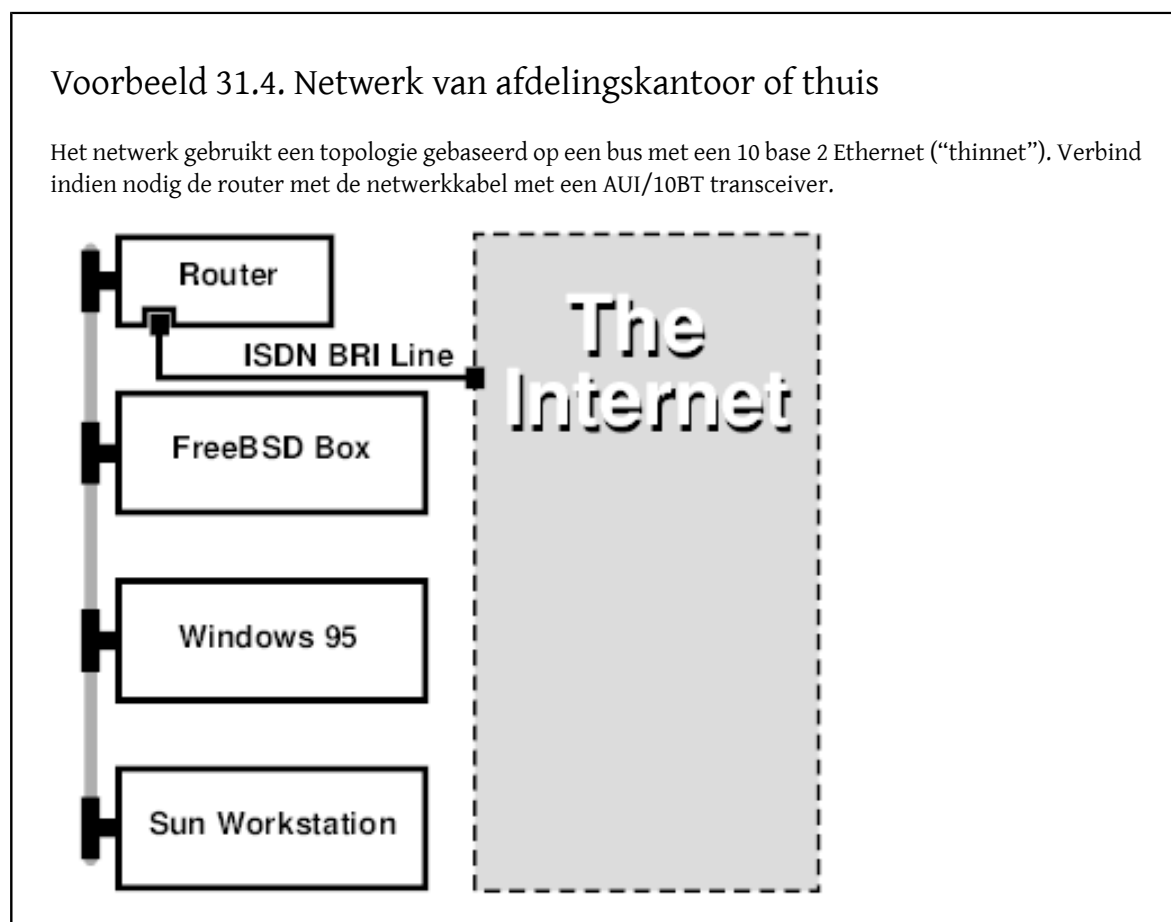 Voorbeeld 31.4. Netwerk van afdelingskantoor of thuis
Het netwerk gebruikt een topologie gebaseerd op een bus met een 10 base 2 Ethernet (“thinnet”). Verbind
indien nodig de router met de netwerkkabel met een AUI/10BT transceiver.
Router
The
Internet
ISDN BRI Line
FreeBSD Box
Windows 95
Sun Workstation